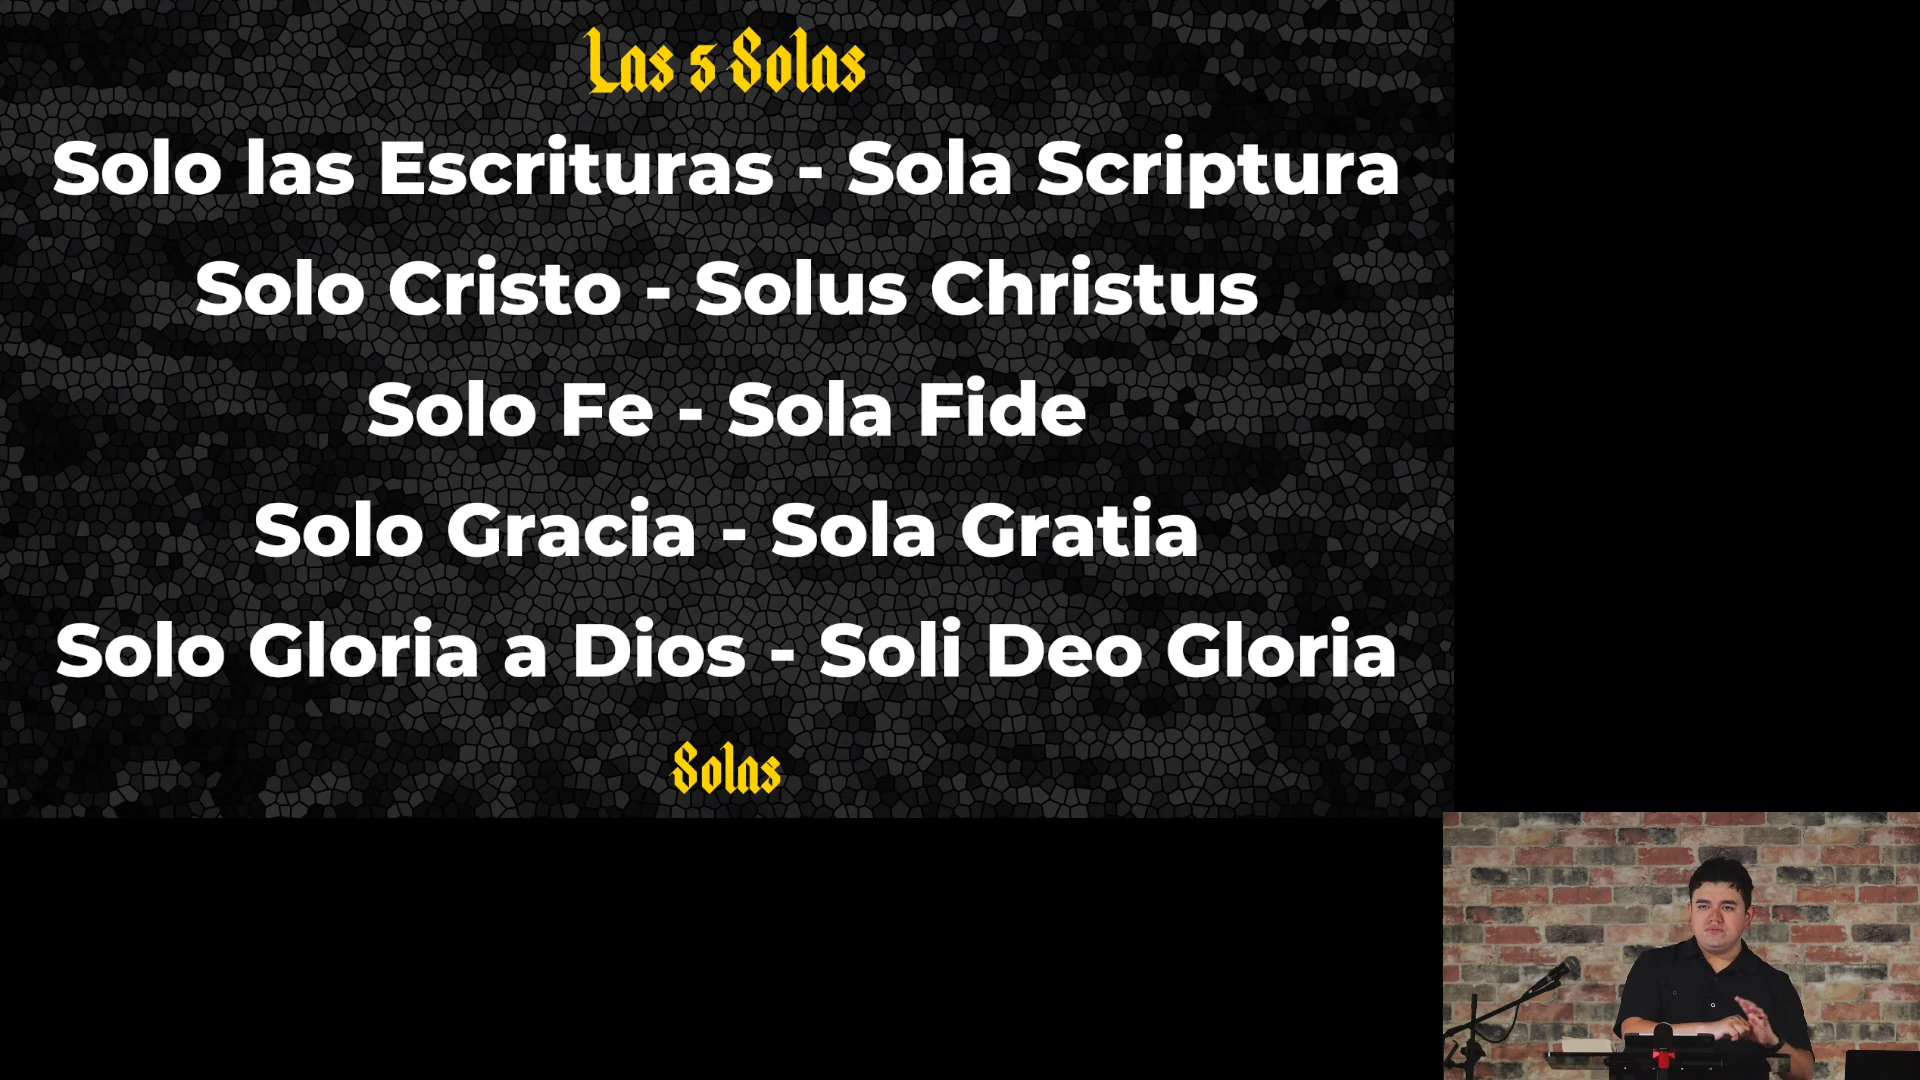 Las 5 Solas
Solo las Escrituras - Sola Scriptura
Solo Cristo - Solus Christus
Solo Fe - Sola Fide
Solo Gracia - Sola Gratia
Solo Gloria a Dios - Soli Deo Gloria
Solas